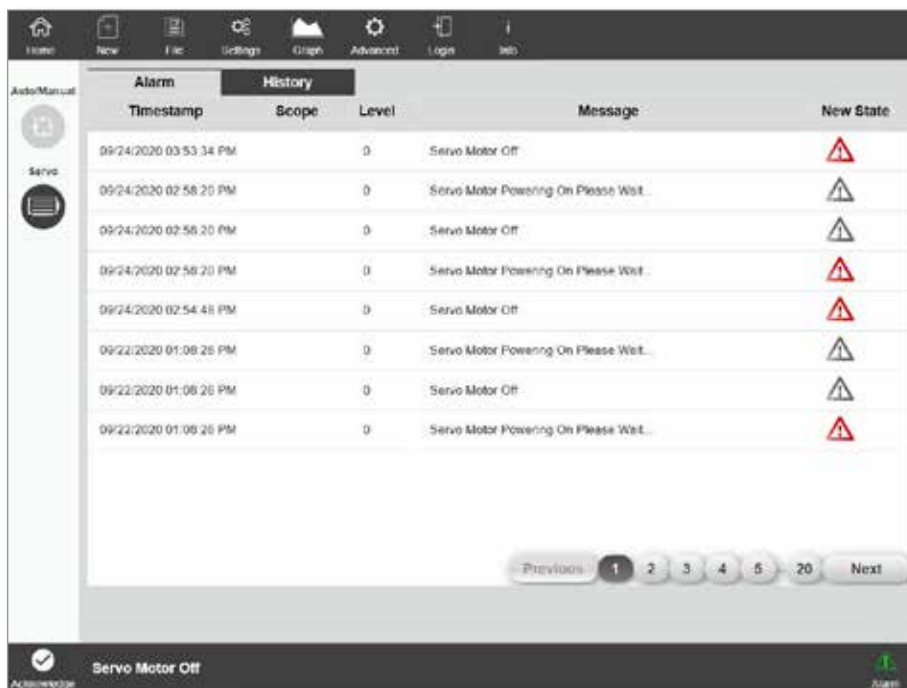 Home New File Settings Graph Advanced Login Info
Auto/Manual
Servo
Alarm History
Timestamp Scope Level Message New State
09/24/2020 03:53:34 PM 0 Servo Motor Off
09/24/2020 02:58:20 PM 0 Servo Motor Powering On Please Wait...
09/24/2020 02:58:20 PM 0 Servo Motor Off
09/24/2020 02:58:20 PM 0 Servo Motor Powering On Please Wait...
09/24/2020 02:54:48 PM 0 Servo Motor Off
09/22/2020 01:08:26 PM 0 Servo Motor Powering On Please Wait...
09/22/2020 01:08:26 PM 0 Servo Motor Off
09/22/2020 01:08:26 PM 0 Servo Motor Powering On Please Wait...
Previous 1 2 3 4 5 - 20 Next
Acknowledge Servo Motor Off Alarm